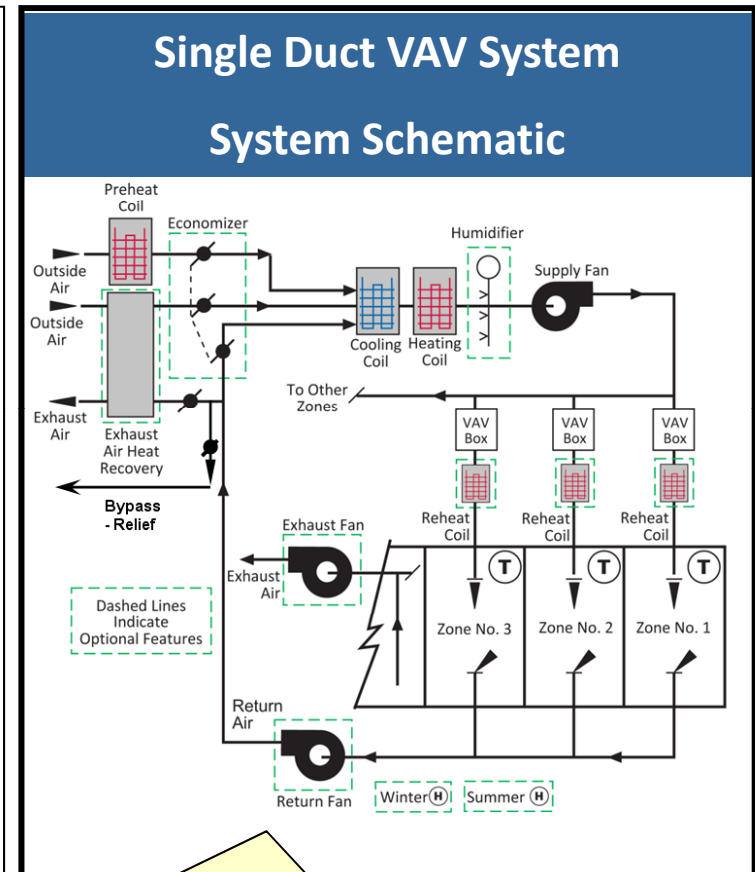 Single Duct VAV System
System Schematic
Preheat
Coil
Economizer
Humidifier
Outside
Air
Supply Fan
Outside
Air
Cooling
Coil
Heating
Coil
To Other
Zones
Exhaust
Air
Exhaust
Air Heat
Recovery
VAV
Box
VAV
Box
VAV
Box
Bypass
- Relief
Reheat
Coil
Reheat
Coil
Reheat
Coil
Exhaust Fan
Exhaust
Air
T
T
T
Dashed Lines
Indicate
Optional Features
Zone No. 3
Zone No. 2
Zone No. 1
Return
Air
Return Fan
Winter H
Summer H